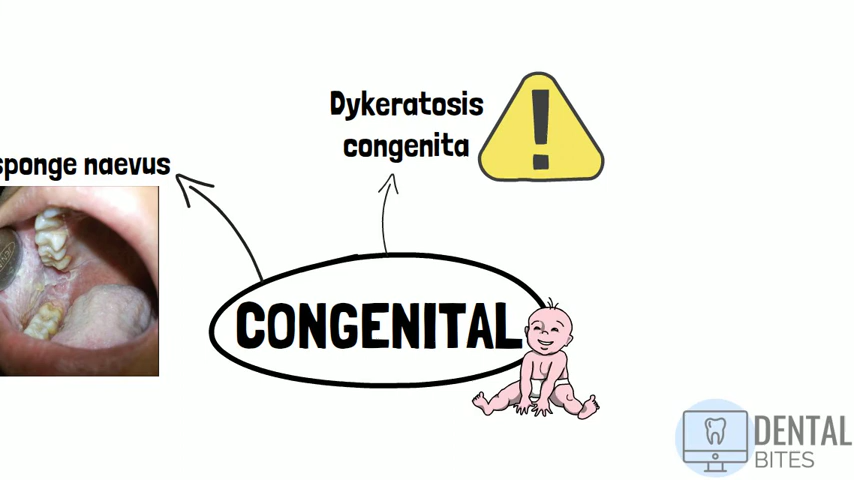 Dykeratosis
congenita
sponge naevus
CONGENITAL
DENTAL
BITES